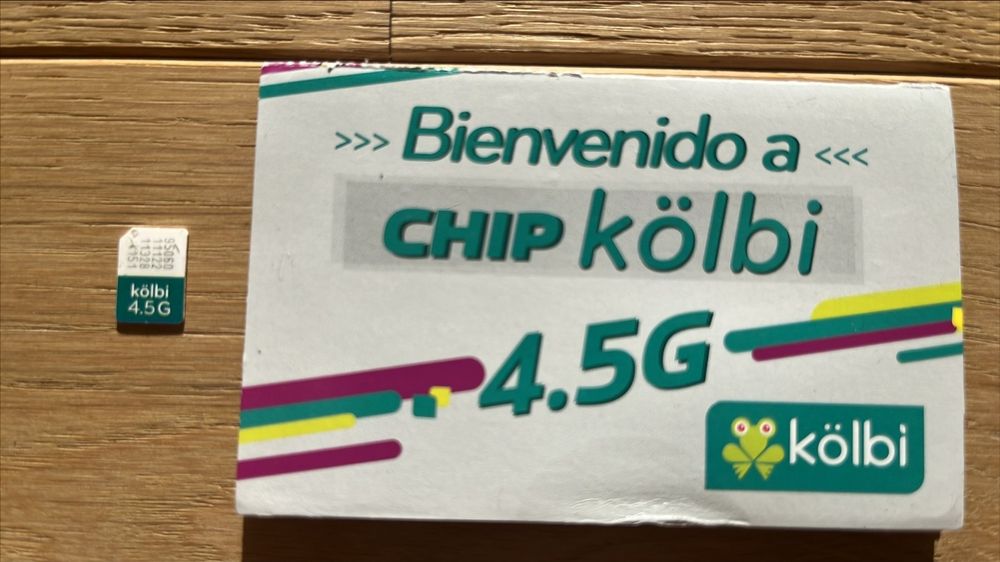 >>> Bienvenido a <<<
CHIP kölbi
4.5G
kölbi
kölbi
4.5G